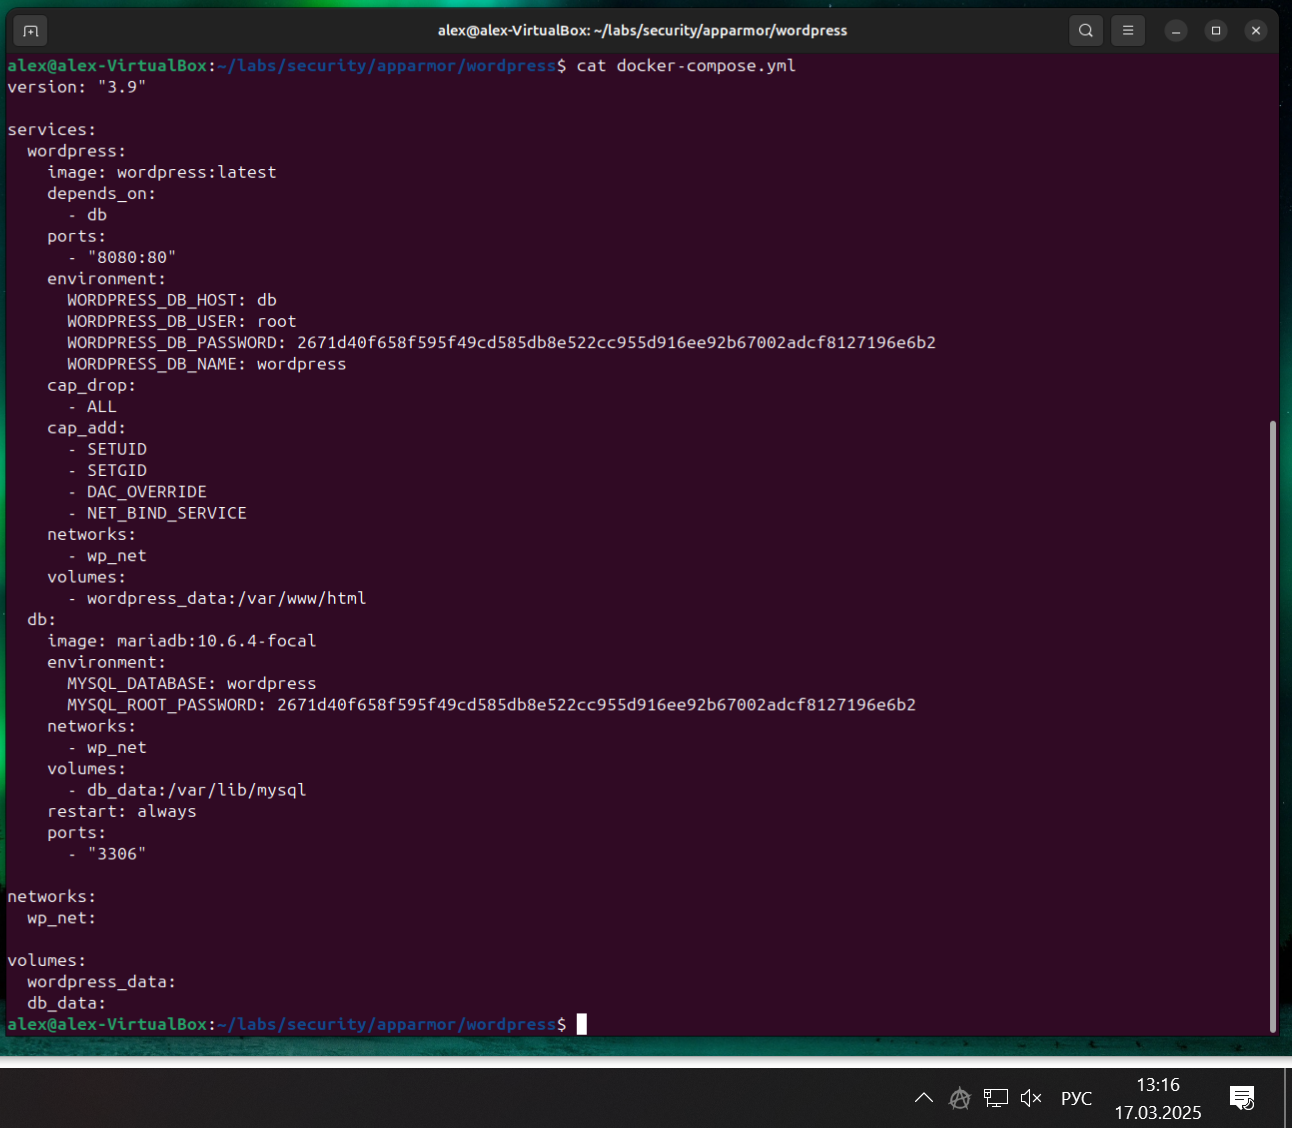 alex@alex-VirtualBox: ~/labs/security/apparmor/wordpress
alex@alex-VirtualBox:~/labs/security/apparmor/wordpress$ cat docker-compose.yml
version: "3.9"

services:
  wordpress:
    image: wordpress:latest
    depends_on:
      - db
    ports:
      - "8080:80"
    environment:
      WORDPRESS_DB_HOST: db
      WORDPRESS_DB_USER: root
      WORDPRESS_DB_PASSWORD: 2671d40f658f595f49cd585db8e522cc955d916ee92b67002adcf8127196e6b2
      WORDPRESS_DB_NAME: wordpress
    cap_drop:
      - ALL
    cap_add:
      - SETUID
      - SETGID
      - DAC_OVERRIDE
      - NET_BIND_SERVICE
    networks:
      - wp_net
    volumes:
      - wordpress_data:/var/www/html
  db:
    image: mariadb:10.6.4-focal
    environment:
      MYSQL_DATABASE: wordpress
      MYSQL_ROOT_PASSWORD: 2671d40f658f595f49cd585db8e522cc955d916ee92b67002adcf8127196e6b2
    networks:
      - wp_net
    volumes:
      - db_data:/var/lib/mysql
    restart: always
    ports:
      - "3306"

networks:
  wp_net:

volumes:
  wordpress_data:
  db_data:
alex@alex-VirtualBox:~/labs/security/apparmor/wordpress$
РУС
13:16
17.03.2025